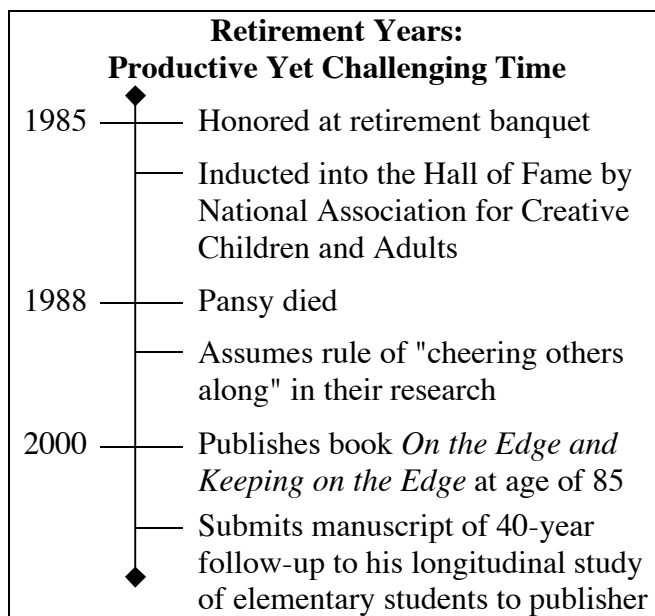 Retirement Years:
Productive Yet Challenging Time
1985 Honored at retirement banquet
Inducted into the Hall of Fame by
National Association for Creative
Children and Adults
1988 Pansy died
Assumes rule of "cheering others
along" in their research
2000 Publishes book On the Edge and
Keeping on the Edge at age of 85
Submits manuscript of 40-year
follow-up to his longitudinal study
of elementary students to publisher